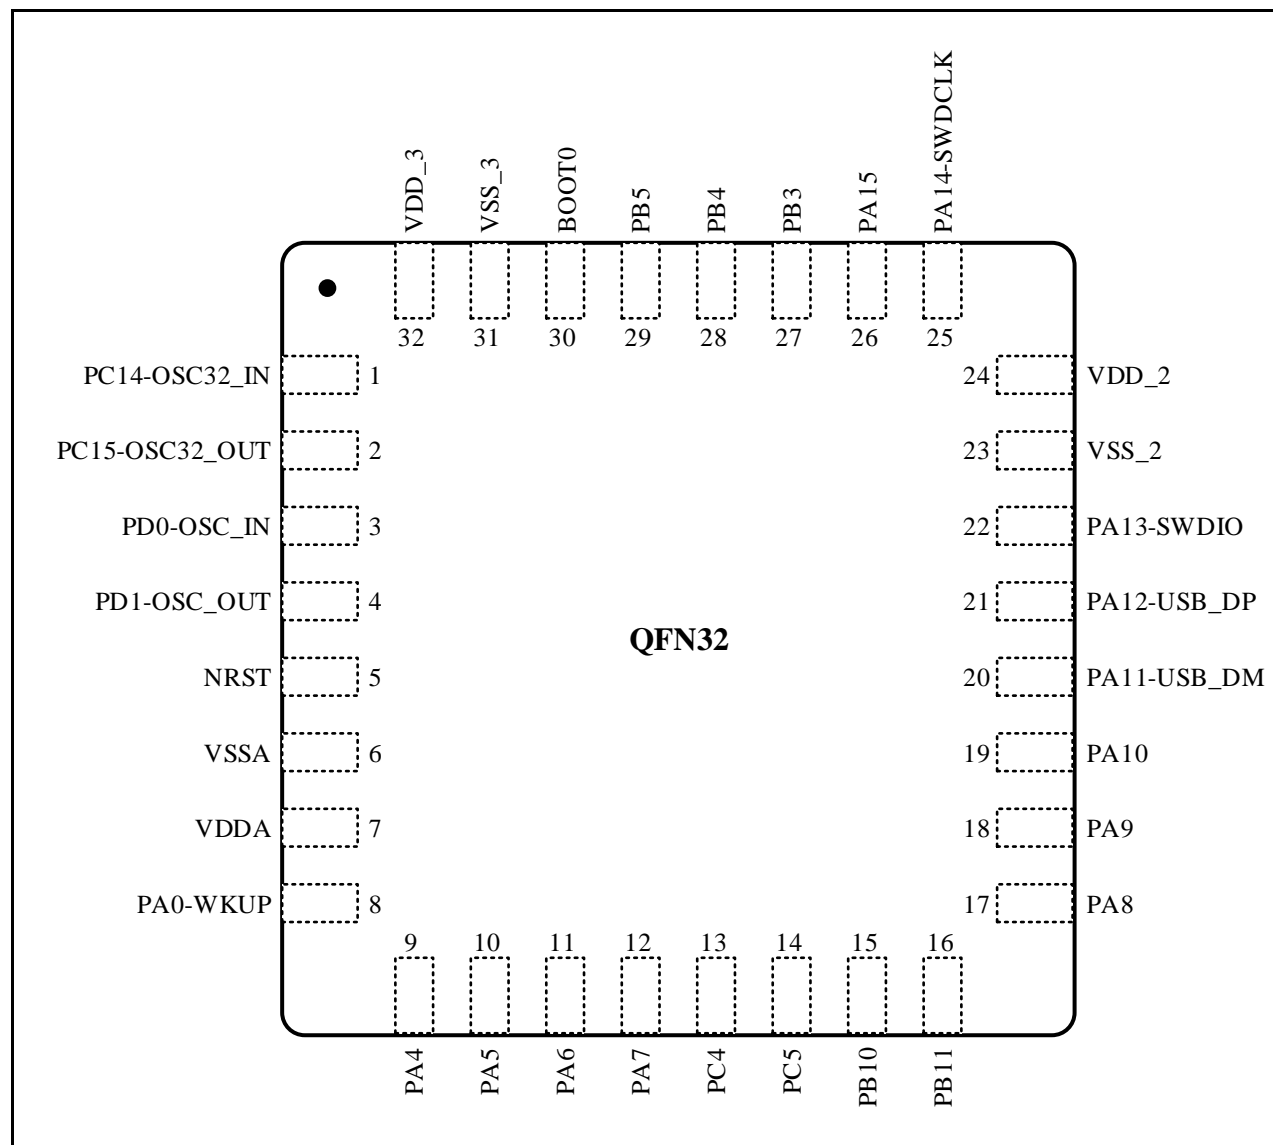 VDD_3
VSS_3
BOOT0
PB5
PB4
PB3
PA15
PA14-SWDCLK
32
31
30
29
28
27
26
25
PC14-OSC32_IN 1
24 VDD_2
PC15-OSC32_OUT 2
23 VSS_2
PD0-OSC_IN 3
22 PA13-SWDIO
PD1-OSC_OUT 4
21 PA12-USB_DP
QFN32
NRST 5
20 PA11-USB_DM
VSSA 6
19 PA10
VDDA 7
18 PA9
PA0-WKUP 8
17 PA8
9
10
11
12
13
14
15
16
PA4
PA5
PA6
PA7
PC4
PC5
PB10
PB11